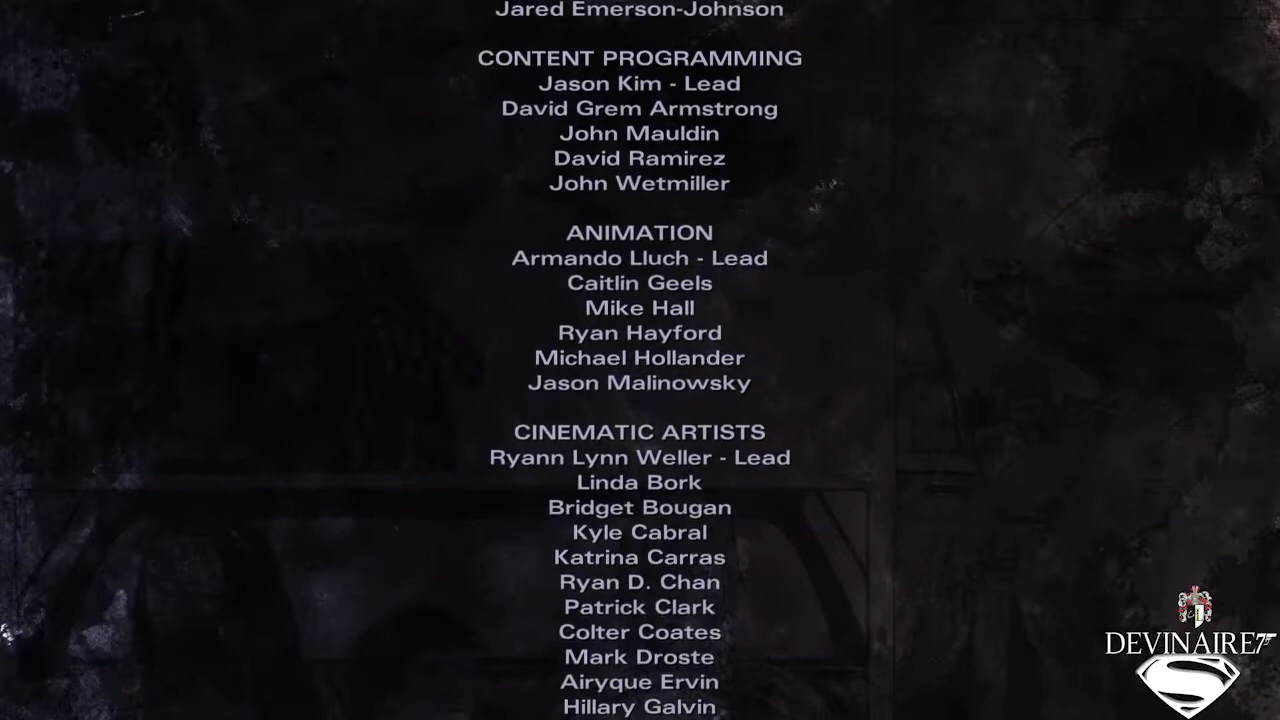 Jared Emerson-Johnson
CONTENT PROGRAMMING
Jason Kim - Lead
David Grem Armstrong
John Mauldin
David Ramirez
John Wetmiller
ANIMATION
Armando Lluch - Lead
Caitlin Geels
Mike Hall
Ryan Hayford
Michael Hollander
Jason Malinowsky
CINEMATIC ARTISTS
Ryann Lynn Weller - Lead
Linda Bork
Bridget Bougan
Kyle Cabral
Katrina Carras
Ryan D. Chan
Patrick Clark
Colter Coates
Mark Droste
Airyque Ervin
Hillary Galvin
DEVINAIRE7